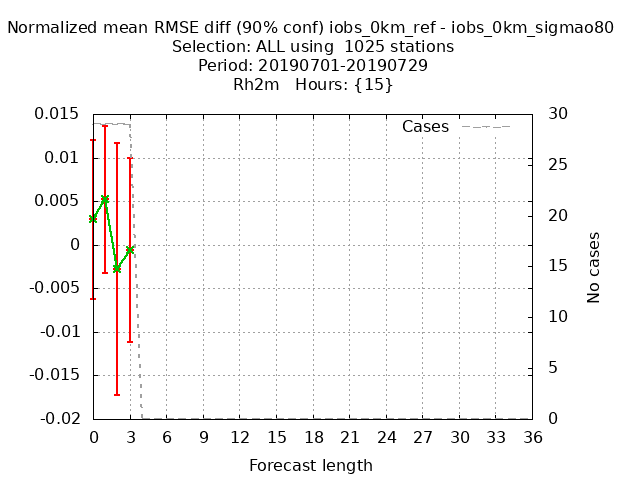 Normalized mean RMSE diff (90% conf) iobs_0km_ref - iobs_0km_sigmao80
Selection: ALL using  1025 stations
Period: 20190701-20190729
Rh2m   Hours: {15}
0.015
0.01
0.005
0
-0.005
-0.01
-0.015
-0.02
Cases
30
25
20
15
10
5
0
No cases
0 3 6 9 12 15 18 21 24 27 30 33 36
Forecast length